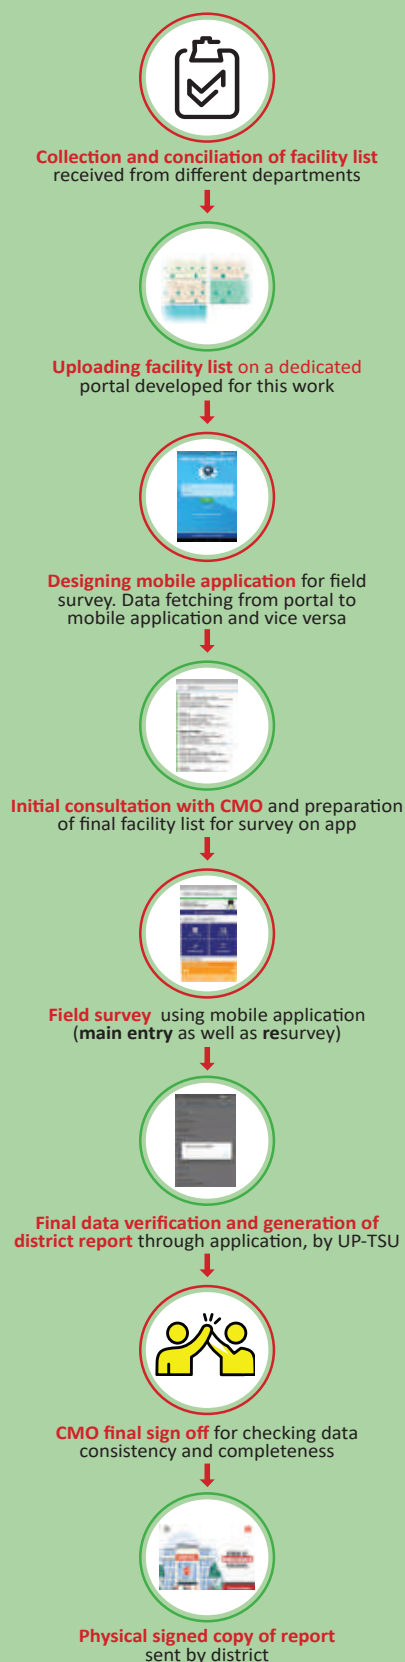 Collection and conciliation of facility list
received from different departments
Uploading facility list on a dedicated
portal developed for this work
Designing mobile application for field
survey. Data fetching from portal to
mobile application and vice versa
Initial consultation with CMO and preparation
of final facility list for survey on app
Field survey using mobile application
(main entry as well as resurvey)
Final data verification and generation of
district report through application, by UP-TSU
CMO final sign off for checking data
consistency and completeness
Physical signed copy of report
sent by district